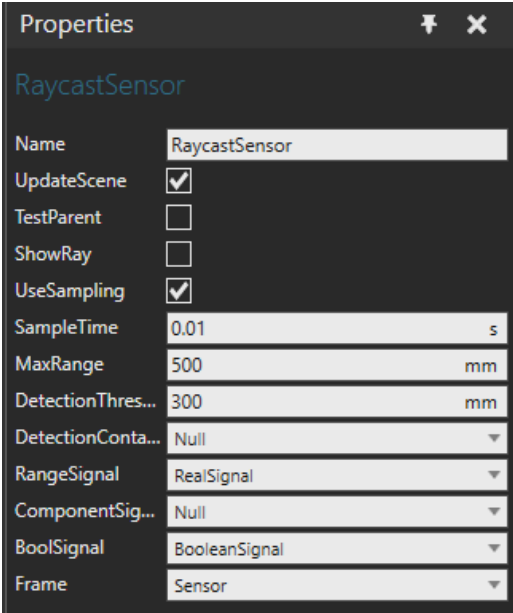 Properties
RaycastSensor
Name RaycastSensor
UpdateScene
TestParent
ShowRay
UseSampling
SampleTime 0.01 s
MaxRange 500 mm
DetectionThres... 300 mm
DetectionConta... Null
RangeSignal RealSignal
ComponentSig... Null
BoolSignal BooleanSignal
Frame Sensor